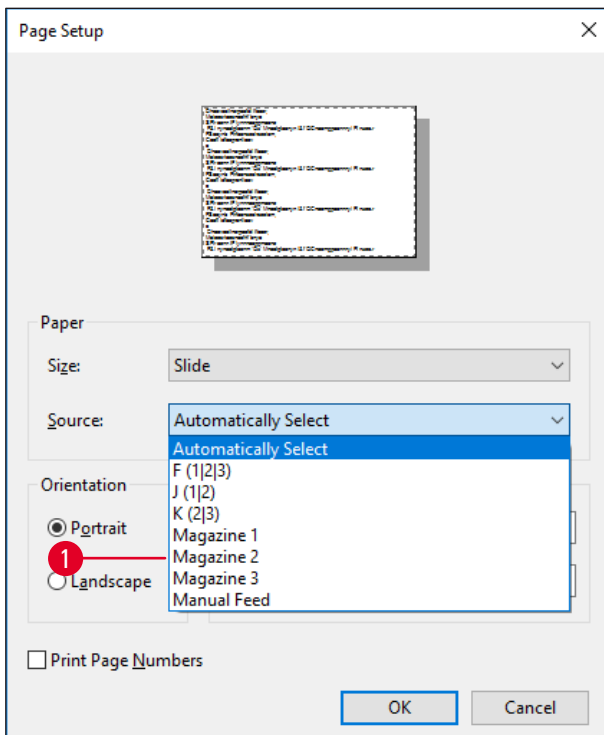 Page Setup
Paper
Size: Slide
Source: Automatically Select
Automatically Select
F (1|2|3)
J (1|2)
K (2|3)
Magazine 1
Magazine 2
Magazine 3
Manual Feed
Orientation
Portrait
1
Landscape
Print Page Numbers
OK Cancel